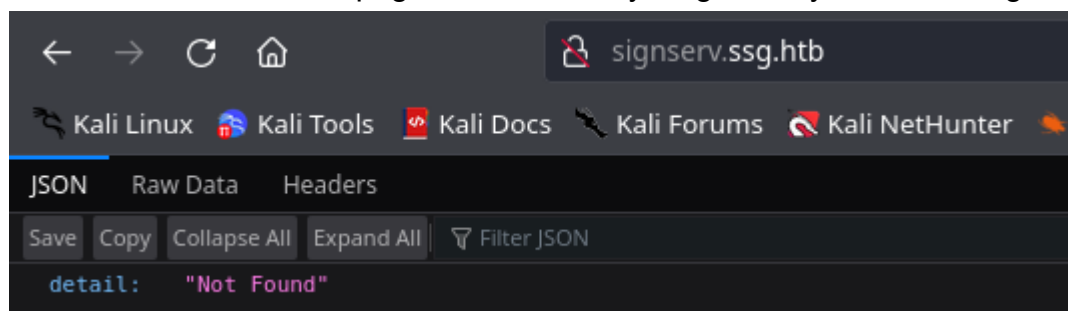 signserv.ssg.htb
Kali Linux Kali Tools Kali Docs Kali Forums Kali NetHunter
JSON Raw Data Headers
Save Copy Collapse All Expand All Filter JSON
detail: "Not Found"